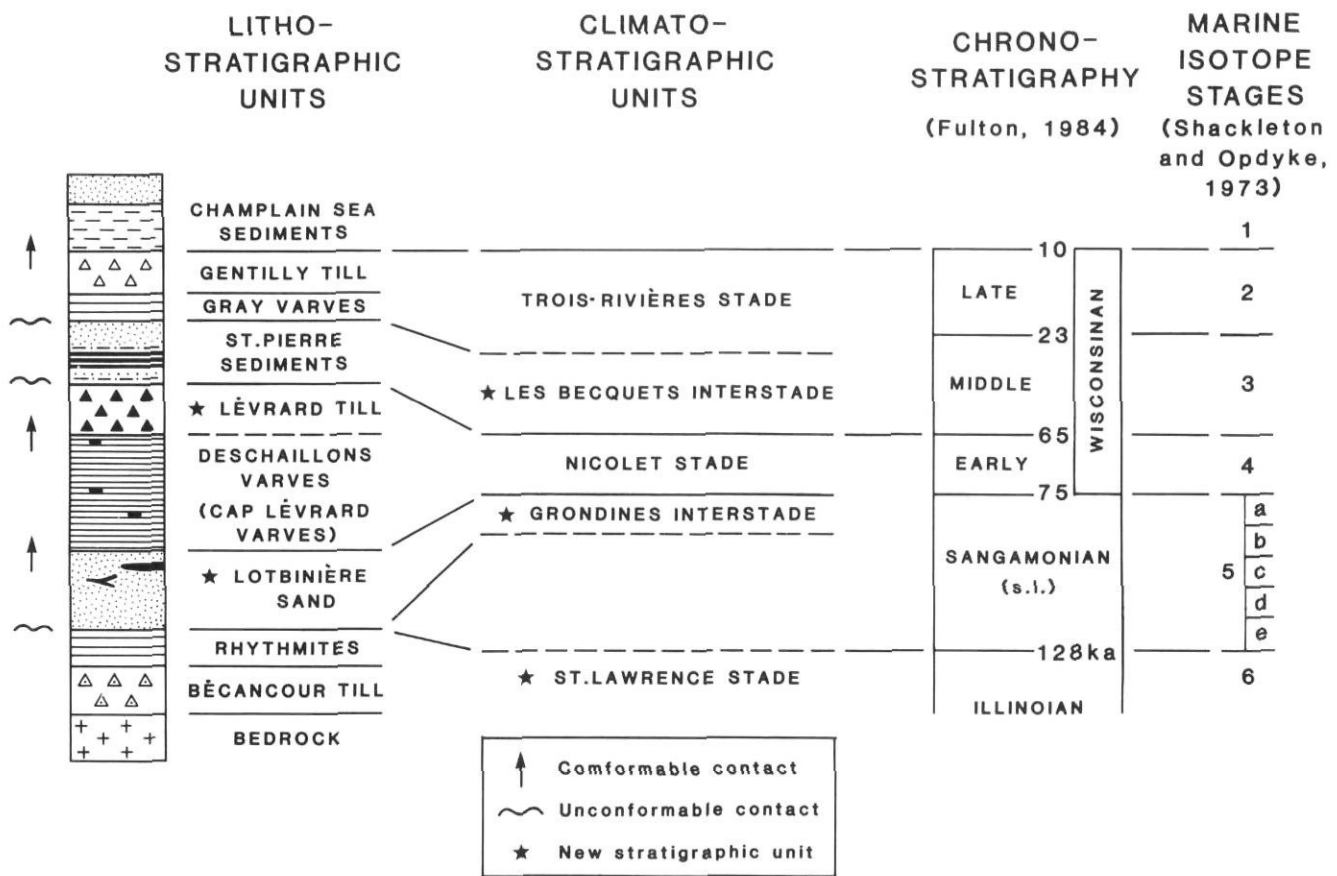 LITHO-
STRATIGRAPHIC
UNITS
CLIMATO-
STRATIGRAPHIC
UNITS
CHRONO-
STRATIGRAPHY
(Fulton, 1984)
MARINE
ISOTOPE
STAGES
(Shackleton
and Opdyke,
1973)
CHAMPLAIN SEA
SEDIMENTS
GENTILLY TILL
GRAY VARVES
ST.PIERRE
SEDIMENTS
★ LÉVRARD TILL
DESCHAILLONS
VARVES
(CAP LÉVRARD
VARVES)
★ LOTBINIÈRE
SAND
RHYTHMITES
BÉCANCOUR TILL
BEDROCK
TROIS-RIVIÈRES STADE
★ LES BECQUETS INTERSTADE
NICOLET STADE
★ GRONDINES INTERSTADE
★ ST.LAWRENCE STADE
10
LATE
23
MIDDLE
65
EARLY
75
WISCONSINAN
SANGAMONIAN
(s.l.)
128ka
ILLINOIAN
1
2
3
4
5
a
b
c
d
e
6
Comformable contact
Unconformable contact
★ New stratigraphic unit